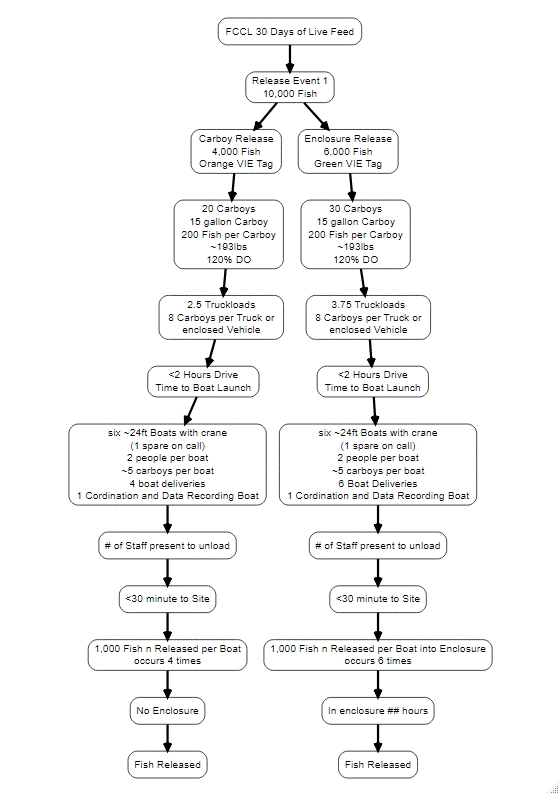 FCCL 30 Days of Live Feed
Release Event 1
10,000 Fish
Carboy Release
4,000 Fish
Orange VIE Tag
Enclosure Release
6,000 Fish
Green VIE Tag
20 Carboys
15 gallon Carboy
200 Fish per Carboy
~193lbs
120% DO
30 Carboys
15 gallon Carboy
200 Fish per Carboy
~193lbs
120% DO
2.5 Truckloads
8 Carboys per Truck or
enclosed Vehicle
3.75 Truckloads
8 Carboys per Truck or
enclosed Vehicle
<2 Hours Drive
Time to Boat Launch
<2 Hours Drive
Time to Boat Launch
six ~24ft Boats with crane
(1 spare on call)
2 people per boat
~5 carboys per boat
4 boat deliveries
1 Cordination and Data Recording Boat
six ~24ft Boats with crane
(1 spare on call)
2 people per boat
~5 carboys per boat
6 Boat Deliveries
1 Cordination and Data Recording Boat
# of Staff present to unload
# of Staff present to unload
<30 minute to Site
<30 minute to Site
1,000 Fish n Released per Boat
occurs 4 times
1,000 Fish n Released per Boat into Enclosure
occurs 6 times
No Enclosure
In enclosure ## hours
Fish Released
Fish Released